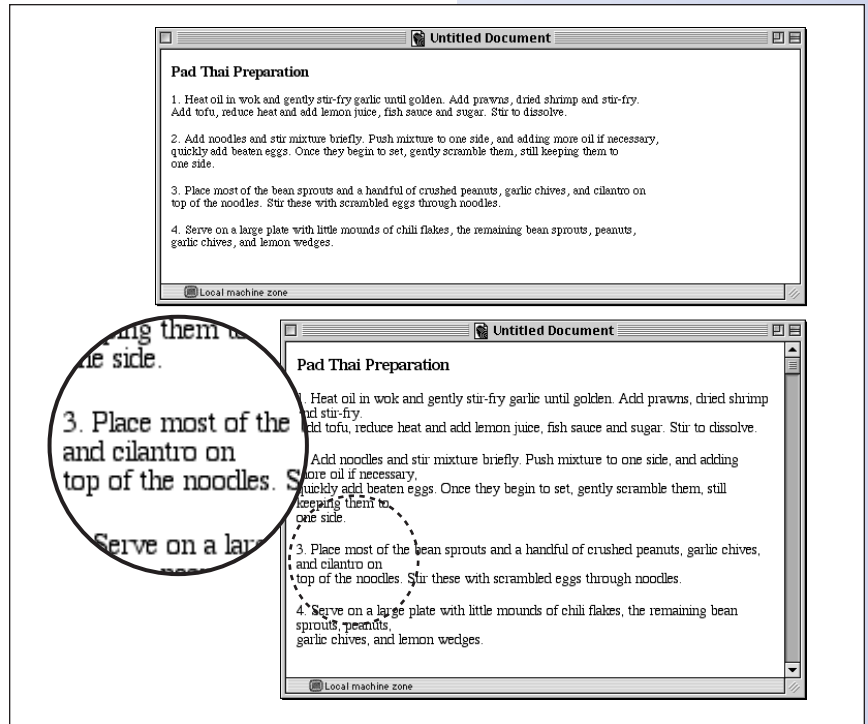 Untitled Document
Pad Thai Preparation
1. Heat oil in wok and gently stir-fry garlic until golden. Add prawns, dried shrimp and stir-fry.
Add tofu, reduce heat and add lemon juice, fish sauce and sugar. Stir to dissolve.
2. Add noodles and stir mixture briefly. Push mixture to one side, and adding more oil if necessary,
quickly add beaten eggs. Once they begin to set, gently scramble them, still keeping them to
one side.
3. Place most of the bean sprouts and a handful of crushed peanuts, garlic chives, and cilantro on
top of the noodles. Stir these with scrambled eggs through noodles.
4. Serve on a large plate with little mounds of chili flakes, the remaining bean sprouts, peanuts,
garlic chives, and lemon wedges.
Local machine zone
ping them to
one side.
3. Place most of the
and cilantro on
top of the noodles. S
Serve on a lar
Untitled Document
Pad Thai Preparation
. Heat oil in wok and gently stir-fry garlic until golden. Add prawns, dried shrimp
and stir-fry.
Add tofu, reduce heat and add lemon juice, fish sauce and sugar. Stir to dissolve.
Add noodles and stir mixture briefly. Push mixture to one side, and adding
more oil if necessary,
quickly add beaten eggs. Once they begin to set, gently scramble them, still
keeping them to
one side.
3. Place most of the bean sprouts and a handful of crushed peanuts, garlic chives,
and cilantro on
top of the noodles. Stir these with scrambled eggs through noodles.
4. Serve on a large plate with little mounds of chili flakes, the remaining bean
sprouts, peanuts,
garlic chives, and lemon wedges.
Local machine zone